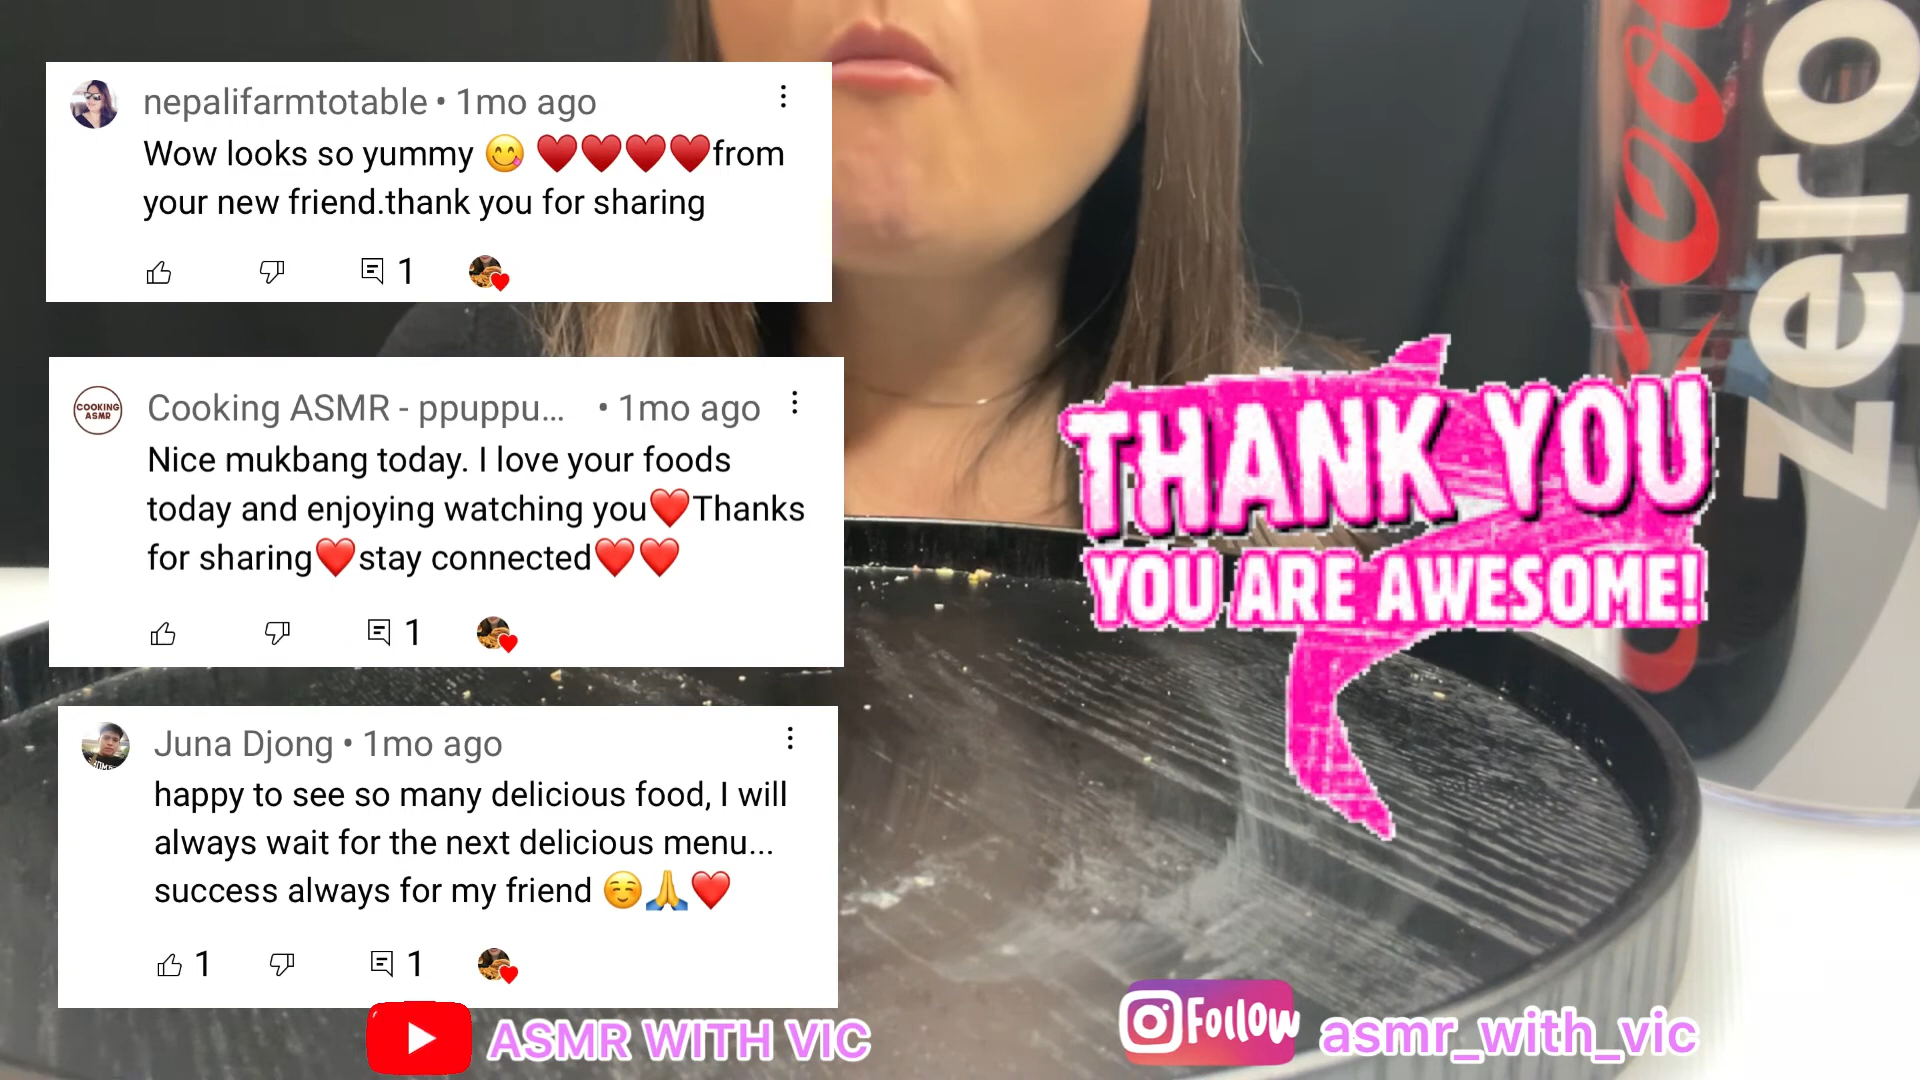 nepalifarmtotable • 1mo ago
Wow looks so yummy 😋 ♥️♥️♥️♥️from
your new friend.thank you for sharing
1
COOKING
ASMR
Cooking ASMR - ppuppu... • 1mo ago
Nice mukbang today. I love your foods
today and enjoying watching you❤️Thanks
for sharing❤️stay connected❤️❤️
1
Juna Djong • 1mo ago
happy to see so many delicious food, I will
always wait for the next delicious menu...
success always for my friend ☺️🙏❤️
1 1
ASMR WITH VIC
THANK YOU
YOU ARE AWESOME!
zero
Follow asmr_with_vic